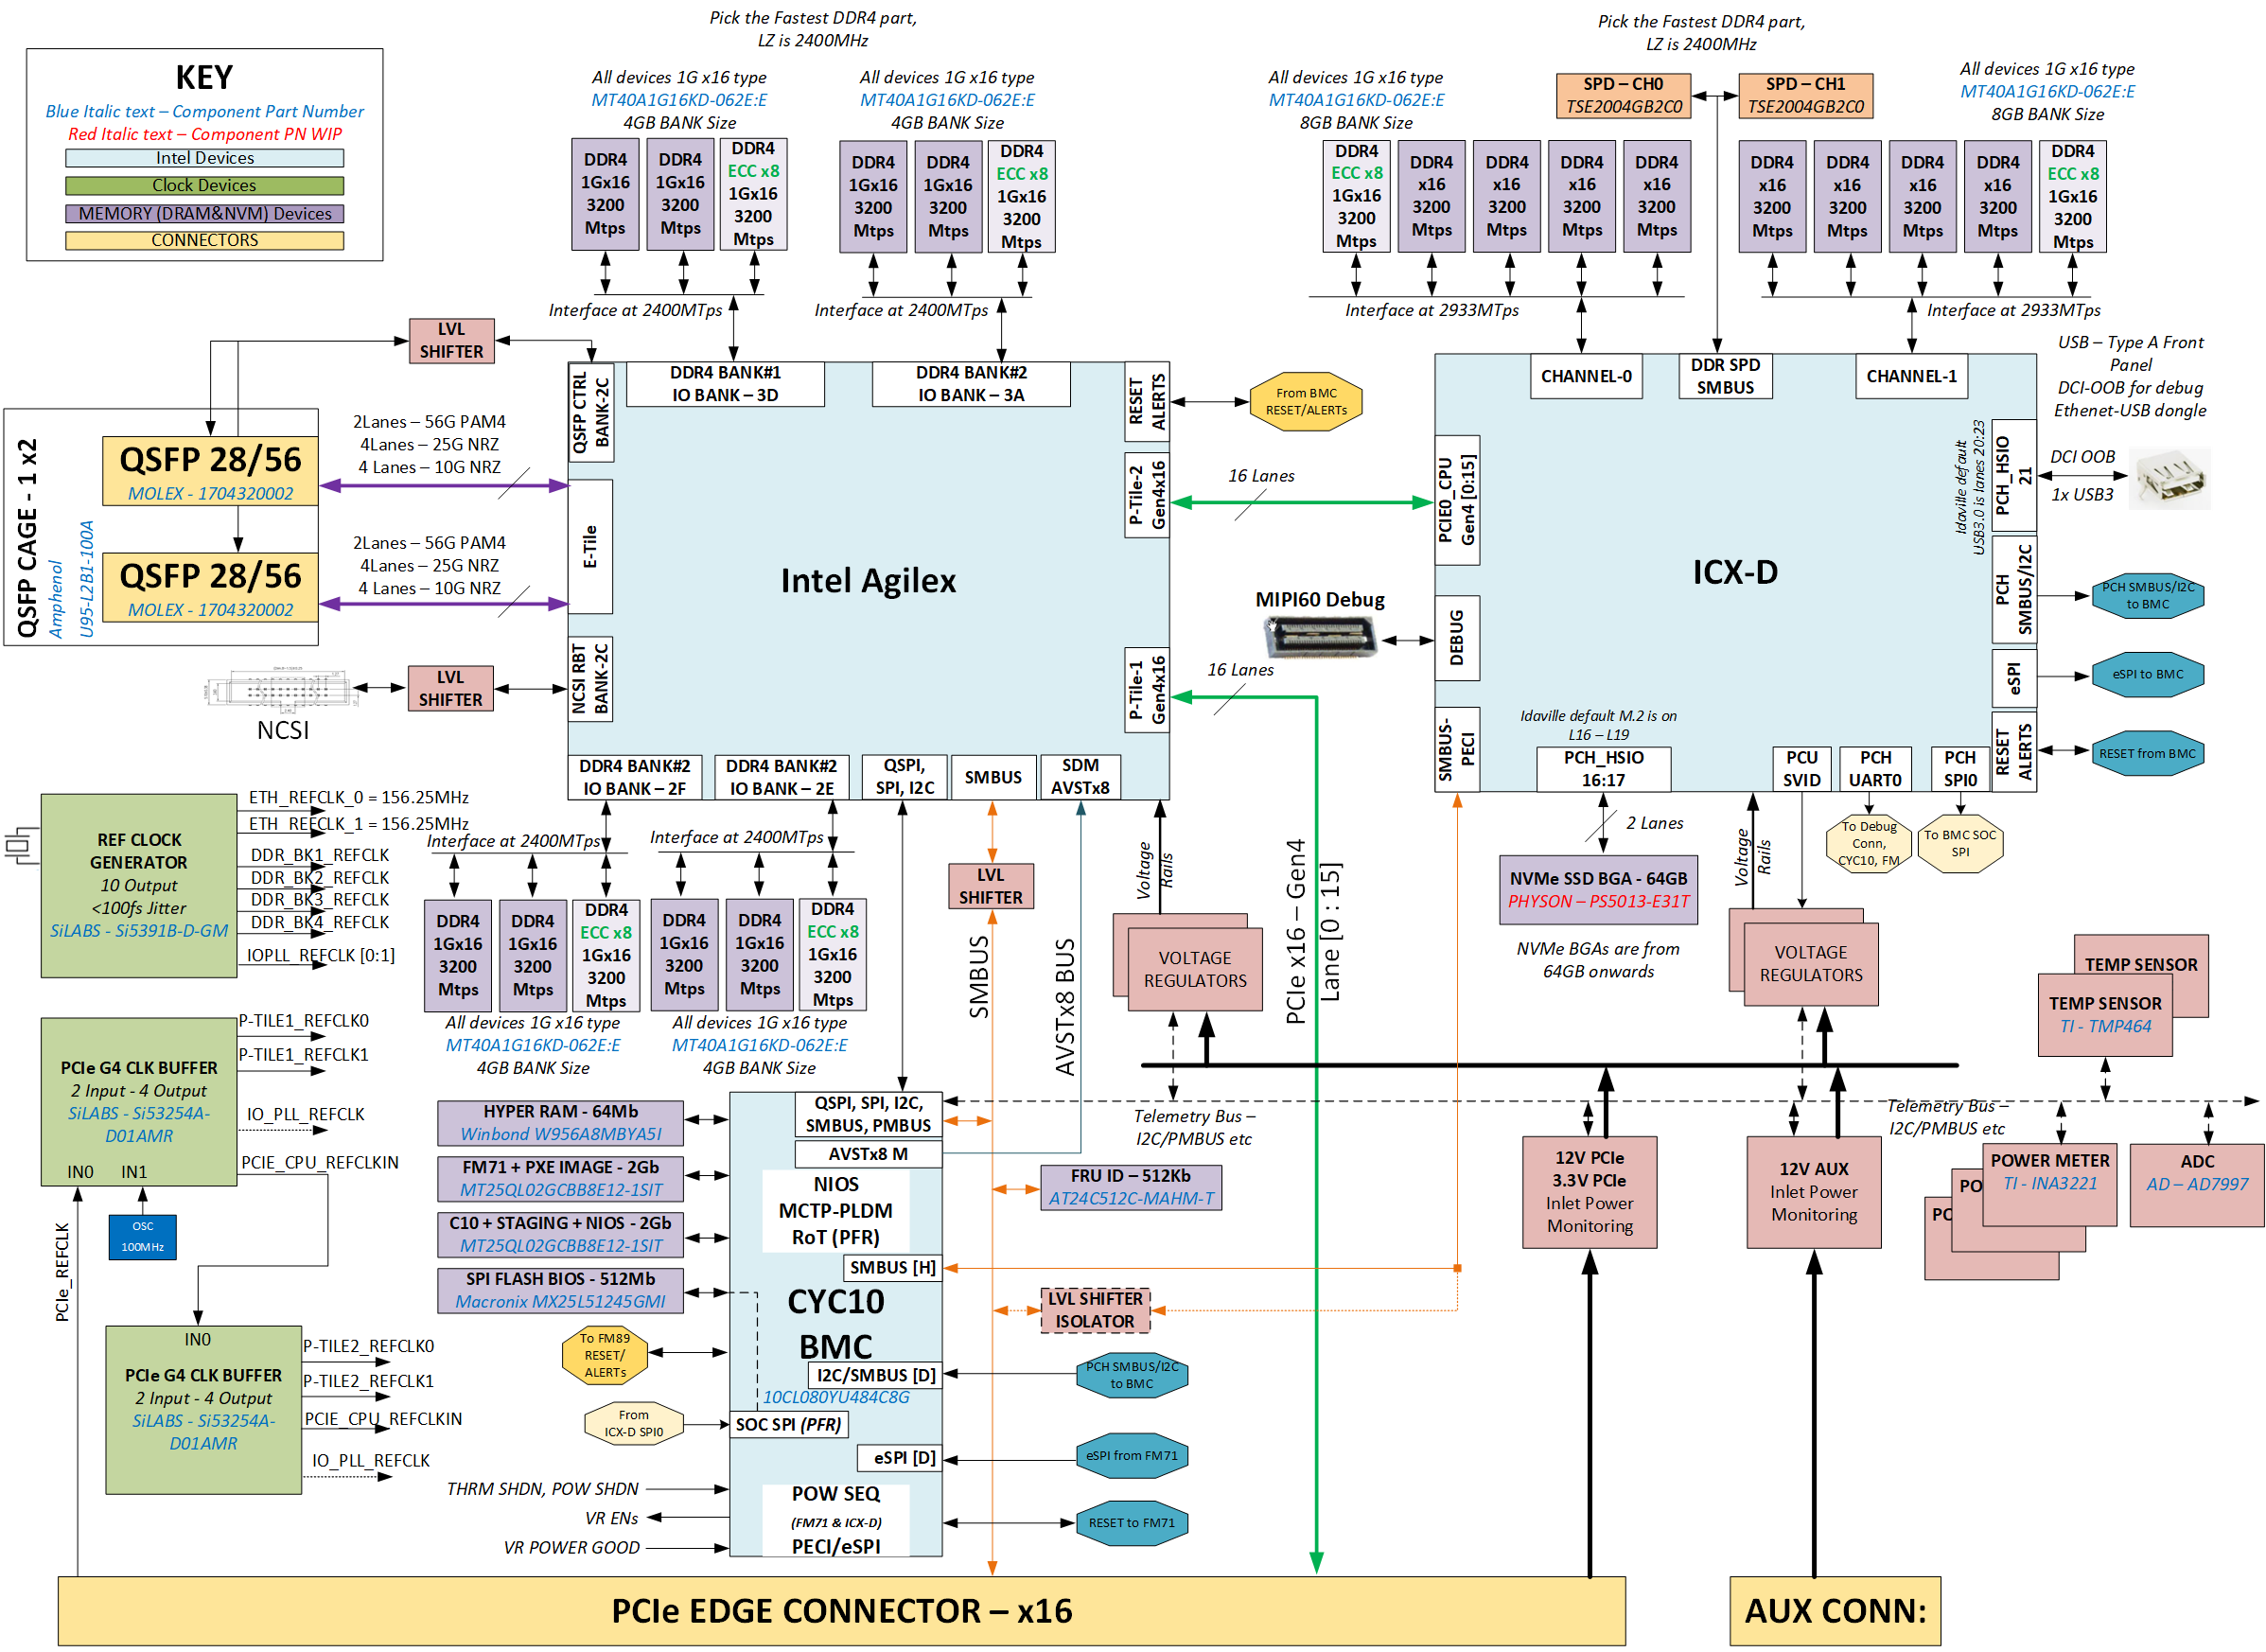 Pick the Fastest DDR4 part,
LZ is 2400MHz
Pick the Fastest DDR4 part,
LZ is 2400MHz
KEY
Blue Italic text – Component Part Number
Red Italic text – Component PN WIP
Intel Devices
Clock Devices
MEMORY (DRAM&NVM) Devices
CONNECTORS
All devices 1G x16 type
MT40A1G16KD-062E:E
4GB BANK Size
All devices 1G x16 type
MT40A1G16KD-062E:E
4GB BANK Size
All devices 1G x16 type
MT40A1G16KD-062E:E
8GB BANK Size
SPD – CH0
TSE2004GB2C0
SPD – CH1
TSE2004GB2C0
All devices 1G x16 type
MT40A1G16KD-062E:E
8GB BANK Size
DDR4
1Gx16
3200
Mtps
DDR4
1Gx16
3200
Mtps
DDR4
ECC x8
1Gx16
3200
Mtps
DDR4
1Gx16
3200
Mtps
DDR4
1Gx16
3200
Mtps
DDR4
ECC x8
1Gx16
3200
Mtps
DDR4
ECC x8
1Gx16
3200
Mtps
DDR4
x16
3200
Mtps
DDR4
x16
3200
Mtps
DDR4
x16
3200
Mtps
DDR4
x16
3200
Mtps
DDR4
x16
3200
Mtps
DDR4
x16
3200
Mtps
DDR4
x16
3200
Mtps
DDR4
x16
3200
Mtps
DDR4
ECC x8
1Gx16
3200
Mtps
Interface at 2400MTps
Interface at 2400MTps
Interface at 2933MTps
Interface at 2933MTps
LVL
SHIFTER
QSFP CTRL
BANK-2C
DDR4 BANK#1
IO BANK – 3D
DDR4 BANK#2
IO BANK – 3A
RESET
ALERTS
From BMC
RESET/ALERTs
CHANNEL-0
DDR SPD
SMBUS
CHANNEL-1
USB – Type A Front
Panel
DCI-OOB for debug
Ethenet-USB dongle
QSFP CAGE - 1 x2
Amphenol
U95-L2B1-100A
QSFP 28/56
MOLEX - 1704320002
QSFP 28/56
MOLEX - 1704320002
2Lanes – 56G PAM4
4Lanes – 25G NRZ
4 Lanes – 10G NRZ
2Lanes – 56G PAM4
4Lanes – 25G NRZ
4 Lanes – 10G NRZ
E-Tile
P-Tile-2
Gen4x16
16 Lanes
PCIE0_CPU
Gen4 [0:15]
Idaville default
USB3.0 is lanes 20:23
PCH_HSIO
21
DCI OOB
1x USB3
Intel Agilex
ICX-D
MIPI60 Debug
DEBUG
PCH
SMBUS/I2C
PCH SMBUS/I2C
to BMC
eSPI
eSPI to BMC
NCSI
LVL
SHIFTER
NCSI RBT
BANK-2C
P-Tile-1
Gen4x16
16 Lanes
SMBUS-
PECI
Idaville default M.2 is on
L16 – L19
PCH_HSIO
16:17
PCU
SVID
PCH
UART0
PCH
SPI0
RESET
ALERTS
RESET from BMC
DDR4 BANK#2
IO BANK – 2F
DDR4 BANK#2
IO BANK – 2E
QSPI,
SPI, I2C
SMBUS
SDM
AVSTx8
REF CLOCK
GENERATOR
10 Output
<100fs Jitter
SiLABS - Si5391B-D-GM
ETH_REFCLK_0 = 156.25MHz
ETH_REFCLK_1 = 156.25MHz
DDR_BK1_REFCLK
DDR_BK2_REFCLK
DDR_BK3_REFCLK
DDR_BK4_REFCLK
IOPLL_REFCLK [0:1]
Interface at 2400MTps
Interface at 2400MTps
DDR4
1Gx16
3200
Mtps
DDR4
1Gx16
3200
Mtps
DDR4
ECC x8
1Gx16
3200
Mtps
DDR4
1Gx16
3200
Mtps
DDR4
1Gx16
3200
Mtps
DDR4
ECC x8
1Gx16
3200
Mtps
All devices 1G x16 type
MT40A1G16KD-062E:E
4GB BANK Size
All devices 1G x16 type
MT40A1G16KD-062E:E
4GB BANK Size
LVL
SHIFTER
SMBUS
AVSTx8 BUS
Voltage
Rails
VOLTAGE
REGULATORS
PCIe x16 – Gen4
Lane [0 : 15]
2 Lanes
NVMe SSD BGA - 64GB
PHYSON – PS5013-E31T
NVMe BGAs are from
64GB onwards
Voltage
Rails
To Debug
Conn,
CYC10, FM
To BMC SOC
SPI
VOLTAGE
REGULATORS
TEMP SENSOR
TEMP SENSOR
TI - TMP464
PCIe G4 CLK BUFFER
2 Input - 4 Output
SiLABS - Si53254A-
D01AMR
IN0
IN1
P-TILE1_REFCLK0
P-TILE1_REFCLK1
IO_PLL_REFCLK
PCIE_CPU_REFCLKIN
OSC
100MHz
PCIe_REFCLK
IN0
PCIe G4 CLK BUFFER
2 Input - 4 Output
SiLABS - Si53254A-
D01AMR
P-TILE2_REFCLK0
P-TILE2_REFCLK1
PCIE_CPU_REFCLKIN
IO_PLL_REFCLK
HYPER RAM - 64Mb
Winbond W956A8MBYA5I
FM71 + PXE IMAGE - 2Gb
MT25QL02GCBB8E12-1SIT
C10 + STAGING + NIOS - 2Gb
MT25QL02GCBB8E12-1SIT
SPI FLASH BIOS - 512Mb
Macronix MX25L51245GMI
To FM89
RESET/
ALERTs
From
ICX-D SPI0
THRM SHDN, POW SHDN
VR ENs
VR POWER GOOD
QSPI, SPI, I2C,
SMBUS, PMBUS
AVSTx8 M
NIOS
MCTP-PLDM
RoT (PFR)
SMBUS [H]
CYC10
BMC
I2C/SMBUS [D]
10CL080YU484C8G
SOC SPI (PFR)
eSPI [D]
POW SEQ
(FM71 & ICX-D)
PECI/eSPI
FRU ID – 512Kb
AT24C512C-MAHM-T
LVL SHIFTER
ISOLATOR
PCH SMBUS/I2C
to BMC
eSPI from FM71
RESET to FM71
Telemetry Bus –
I2C/PMBUS etc
Telemetry Bus –
I2C/PMBUS etc
12V PCIe
3.3V PCIe
Inlet Power
Monitoring
12V AUX
Inlet Power
Monitoring
POWER METER
TI - INA3221
PO
PC
ADC
AD – AD7997
PCIe EDGE CONNECTOR – x16
AUX CONN: